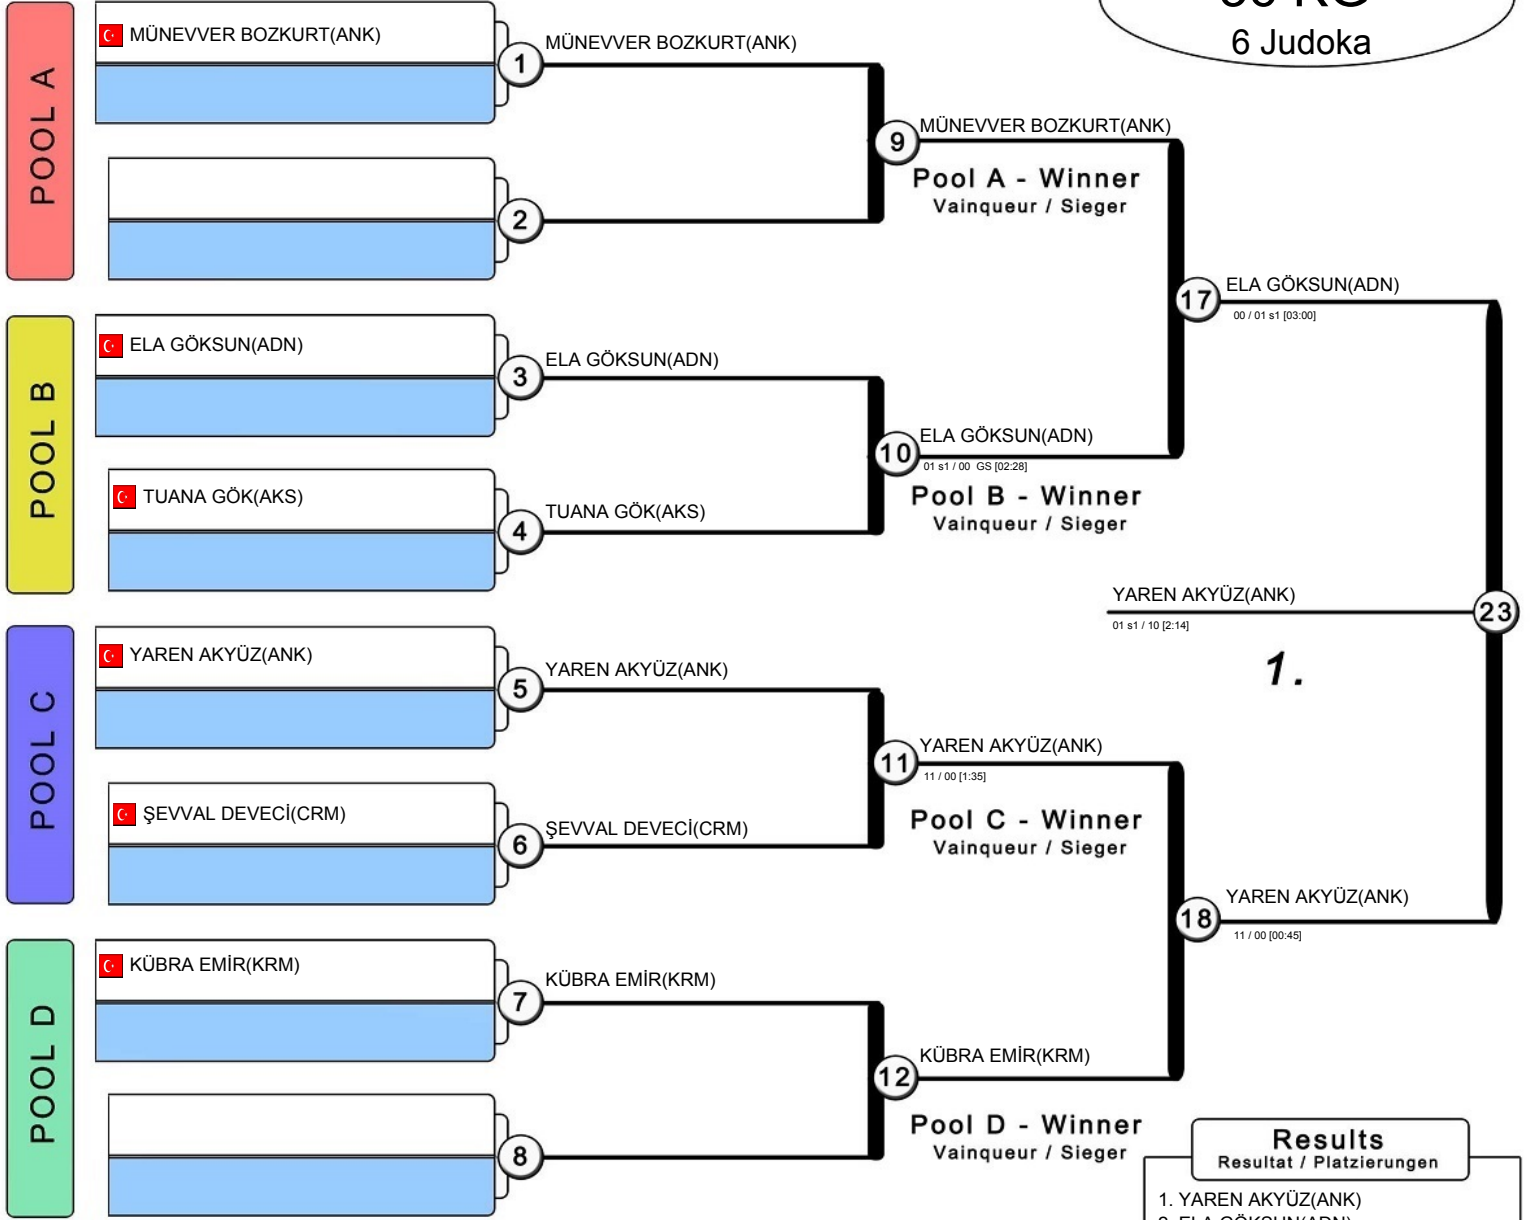 6 Judoka
POOL A
MÜNEVVER BOZKURT(ANK)
1
MÜNEVVER BOZKURT(ANK)
2
9
MÜNEVVER BOZKURT(ANK)
Pool A - Winner
Vainqueur / Sieger
17
ELA GÖKSUN(ADN)
00 / 01 s1 [03:00]
POOL B
ELA GÖKSUN(ADN)
3
ELA GÖKSUN(ADN)
TUANA GÖK(AKS)
4
TUANA GÖK(AKS)
10
ELA GÖKSUN(ADN)
01 s1 / 00 GS [02:28]
Pool B - Winner
Vainqueur / Sieger
YAREN AKYÜZ(ANK)
23
01 s1 / 10 [2:14]
1.
POOL C
YAREN AKYÜZ(ANK)
5
YAREN AKYÜZ(ANK)
ŞEVVAL DEVECİ(CRM)
6
ŞEVVAL DEVECİ(CRM)
11
YAREN AKYÜZ(ANK)
11 / 00 [1:35]
Pool C - Winner
Vainqueur / Sieger
18
YAREN AKYÜZ(ANK)
11 / 00 [00:45]
POOL D
KÜBRA EMİR(KRM)
7
KÜBRA EMİR(KRM)
8
12
KÜBRA EMİR(KRM)
Pool D - Winner
Vainqueur / Sieger
Results
Resultat / Platzierungen
1. YAREN AKYÜZ(ANK)
2. ELA GÖKSUN(ADN)